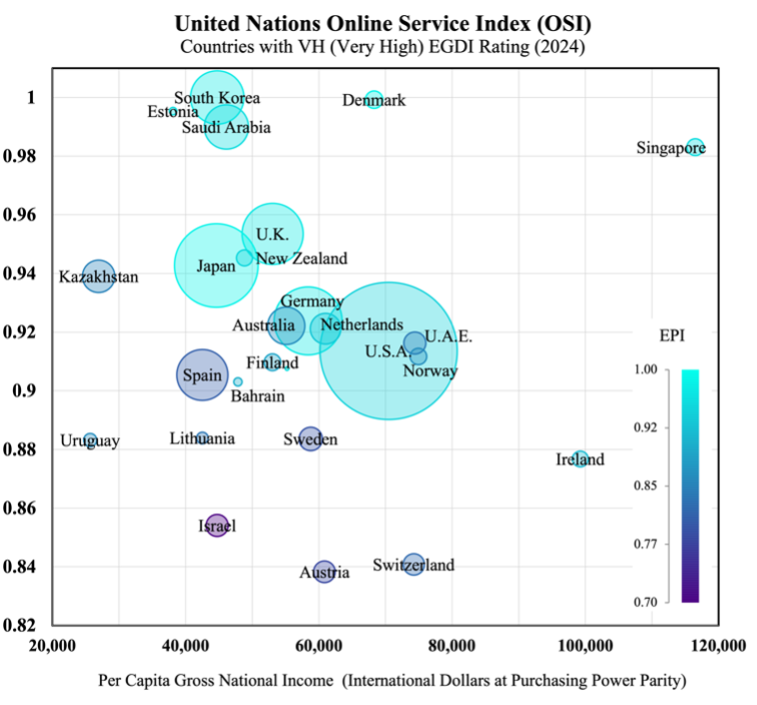 United Nations Online Service Index (OSI)
Countries with VH (Very High) EGDI Rating (2024)
1
South Korea
Denmark
Estonia
Saudi Arabia
0.98
Singapore
0.96
U.K.
New Zealand
Japan
0.94
Kazakhstan
Germany
Australia
Netherlands
0.92
U.A.E.
EPI
U.S.A.
Finland
Norway
1.00
Spain
0.9
Bahrain
0.92
Uruguay
Lithuania
Sweden
0.88
Ireland
0.85
0.86
Israel
0.77
0.84
Austria
Switzerland
0.70
0.82
20,000
40,000
60,000
80,000
100,000
120,000
Per Capita Gross National Income (International Dollars at Purchasing Power Parity)